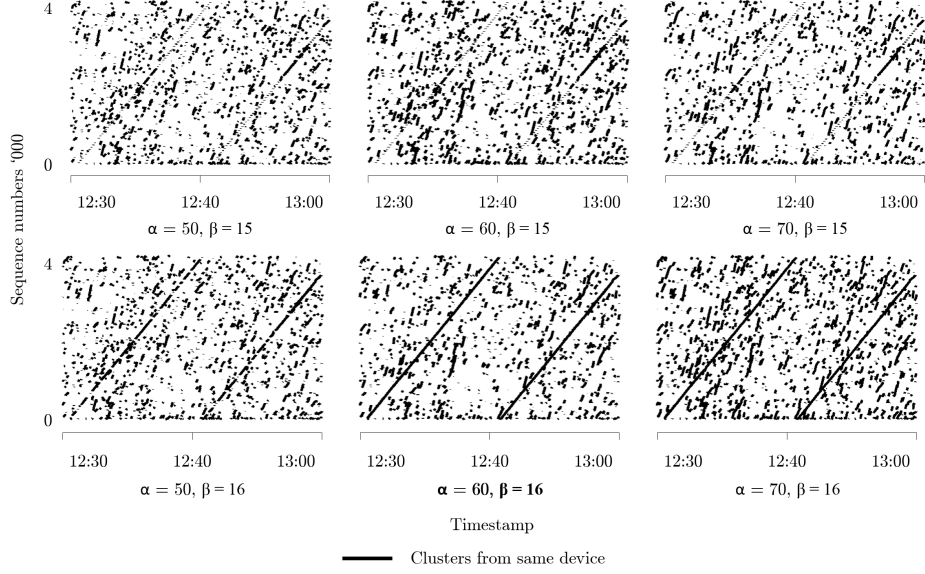 Sequence numbers '000
4
0
12:30 12:40 13:00
12:30 12:40 13:00
12:30 12:40 13:00
α = 50, β = 15
α = 60, β = 15
α = 70, β = 15
4
0
12:30 12:40 13:00
12:30 12:40 13:00
12:30 12:40 13:00
α = 50, β = 16
α = 60, β = 16
α = 70, β = 16
Timestamp
Clusters from same device